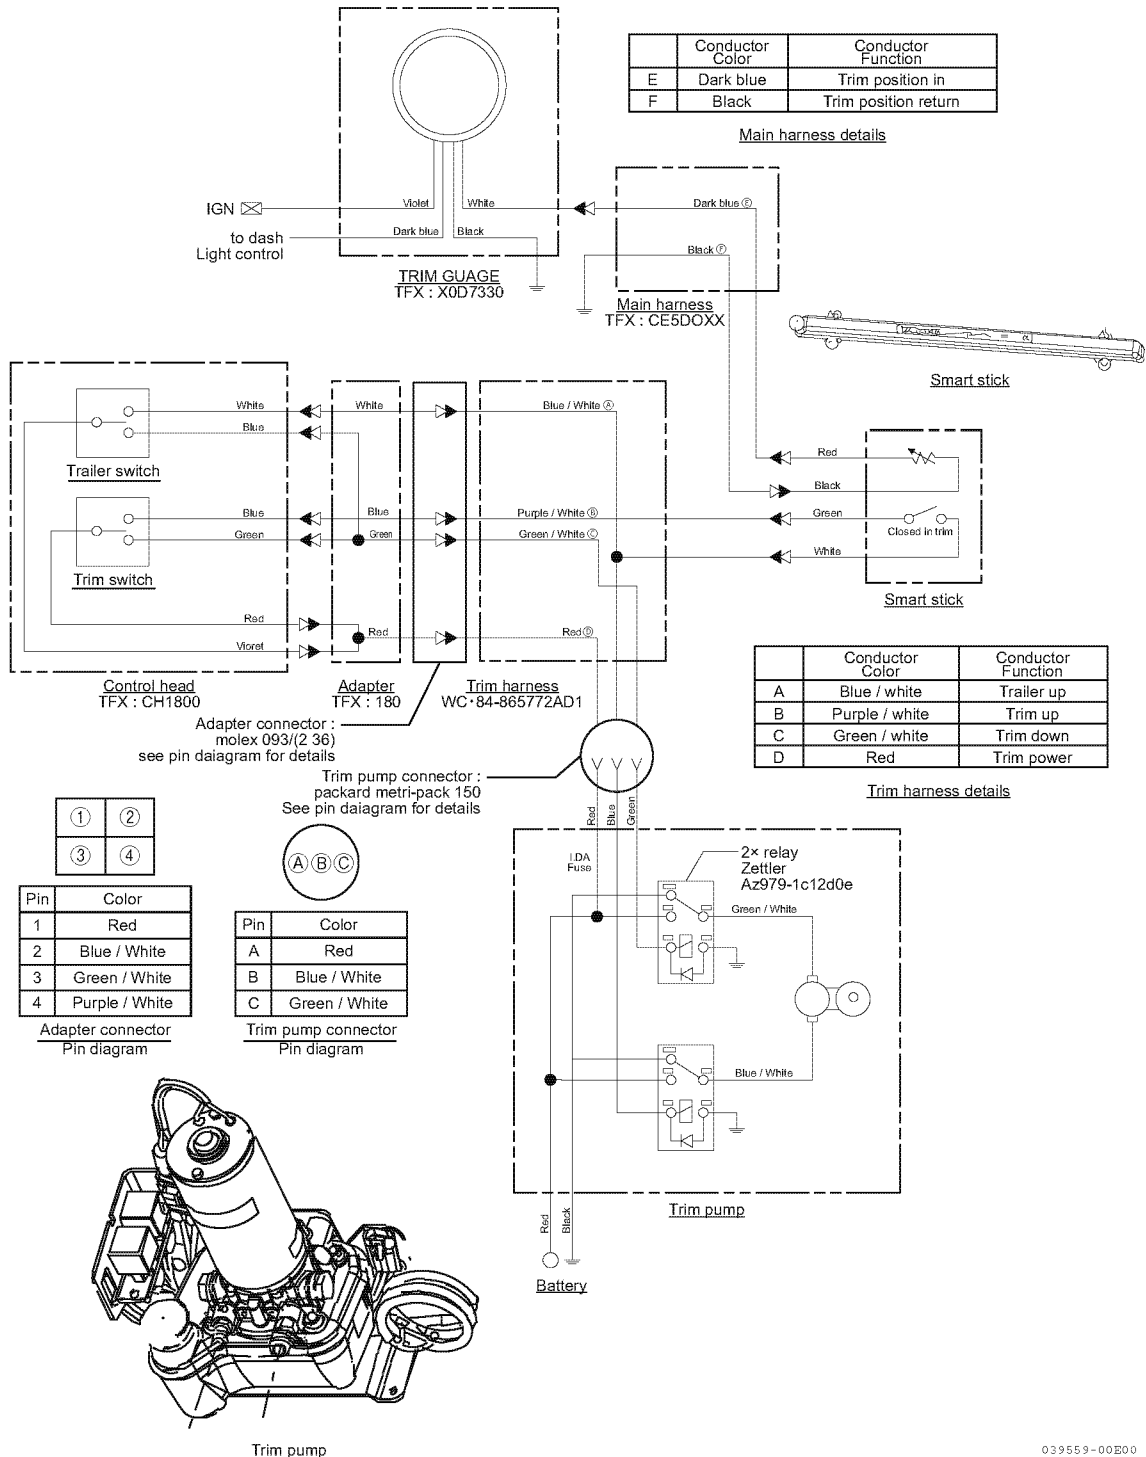 Conductor Color
Conductor Function
E Dark blue Trim position in
F Black Trim position return
Main harness details
IGN
Violet
White
Dark blue Ⓔ
to dash
Light control
Dark blue
Black
Black Ⓕ
TRIM GUAGE
TFX : X0D7330
Main harness
TFX : CE5DOXX
Smart stick
White
White
Blue / White Ⓐ
Blue
Trailer switch
Red
Black
Blue
Blue
Purple / White Ⓑ
Green
Green
Green
Green / White Ⓒ
Closed in trim
White
Trim switch
Smart stick
Red
Red
Red Ⓓ
Vioret
Control head
TFX : CH1800
Adapter
TFX : 180
Trim harness
WC·84-865772AD1
Conductor Color
Conductor Function
A Blue / white Trailer up
B Purple / white Trim up
C Green / white Trim down
D Red Trim power
Trim harness details
Adapter connector :
molex 093/(2 36)
see pin daiagram for details
Trim pump connector :
packard metri-pack 150
See pin daiagram for details
Red
Blue
Green
① ②
③ ④
Ⓐ Ⓑ Ⓒ
Pin Color
1 Red
2 Blue / White
3 Green / White
4 Purple / White
Adapter connector
Pin diagram
Pin Color
A Red
B Blue / White
C Green / White
Trim pump connector
Pin diagram
Fuse
2× relay
Zettler
Az979-1c12d0e
Green / White
Blue / White
Trim pump
Red
Black
Battery
Trim pump
039559-00E00